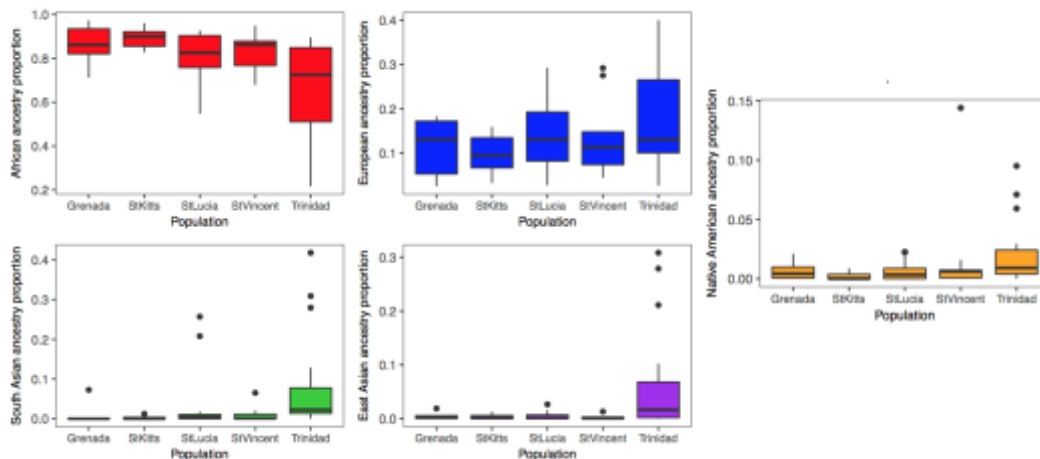 African ancestry proportion
1.0
0.8
0.6
0.4
0.2
Grenada StKitts StLucia StVincent Trinidad
Population
European ancestry proportion
0.4
0.3
0.2
0.1
Grenada StKitts StLucia StVincent Trinidad
Population
Native American ancestry proportion
0.15
0.10
0.05
0.00
Grenada StKitts StLucia StVincent Trinidad
Population
South Asian ancestry proportion
0.4
0.3
0.2
0.1
0.0
Grenada StKitts StLucia StVincent Trinidad
Population
East Asian ancestry proportion
0.3
0.2
0.1
0.0
Grenada StKitts StLucia StVincent Trinidad
Population